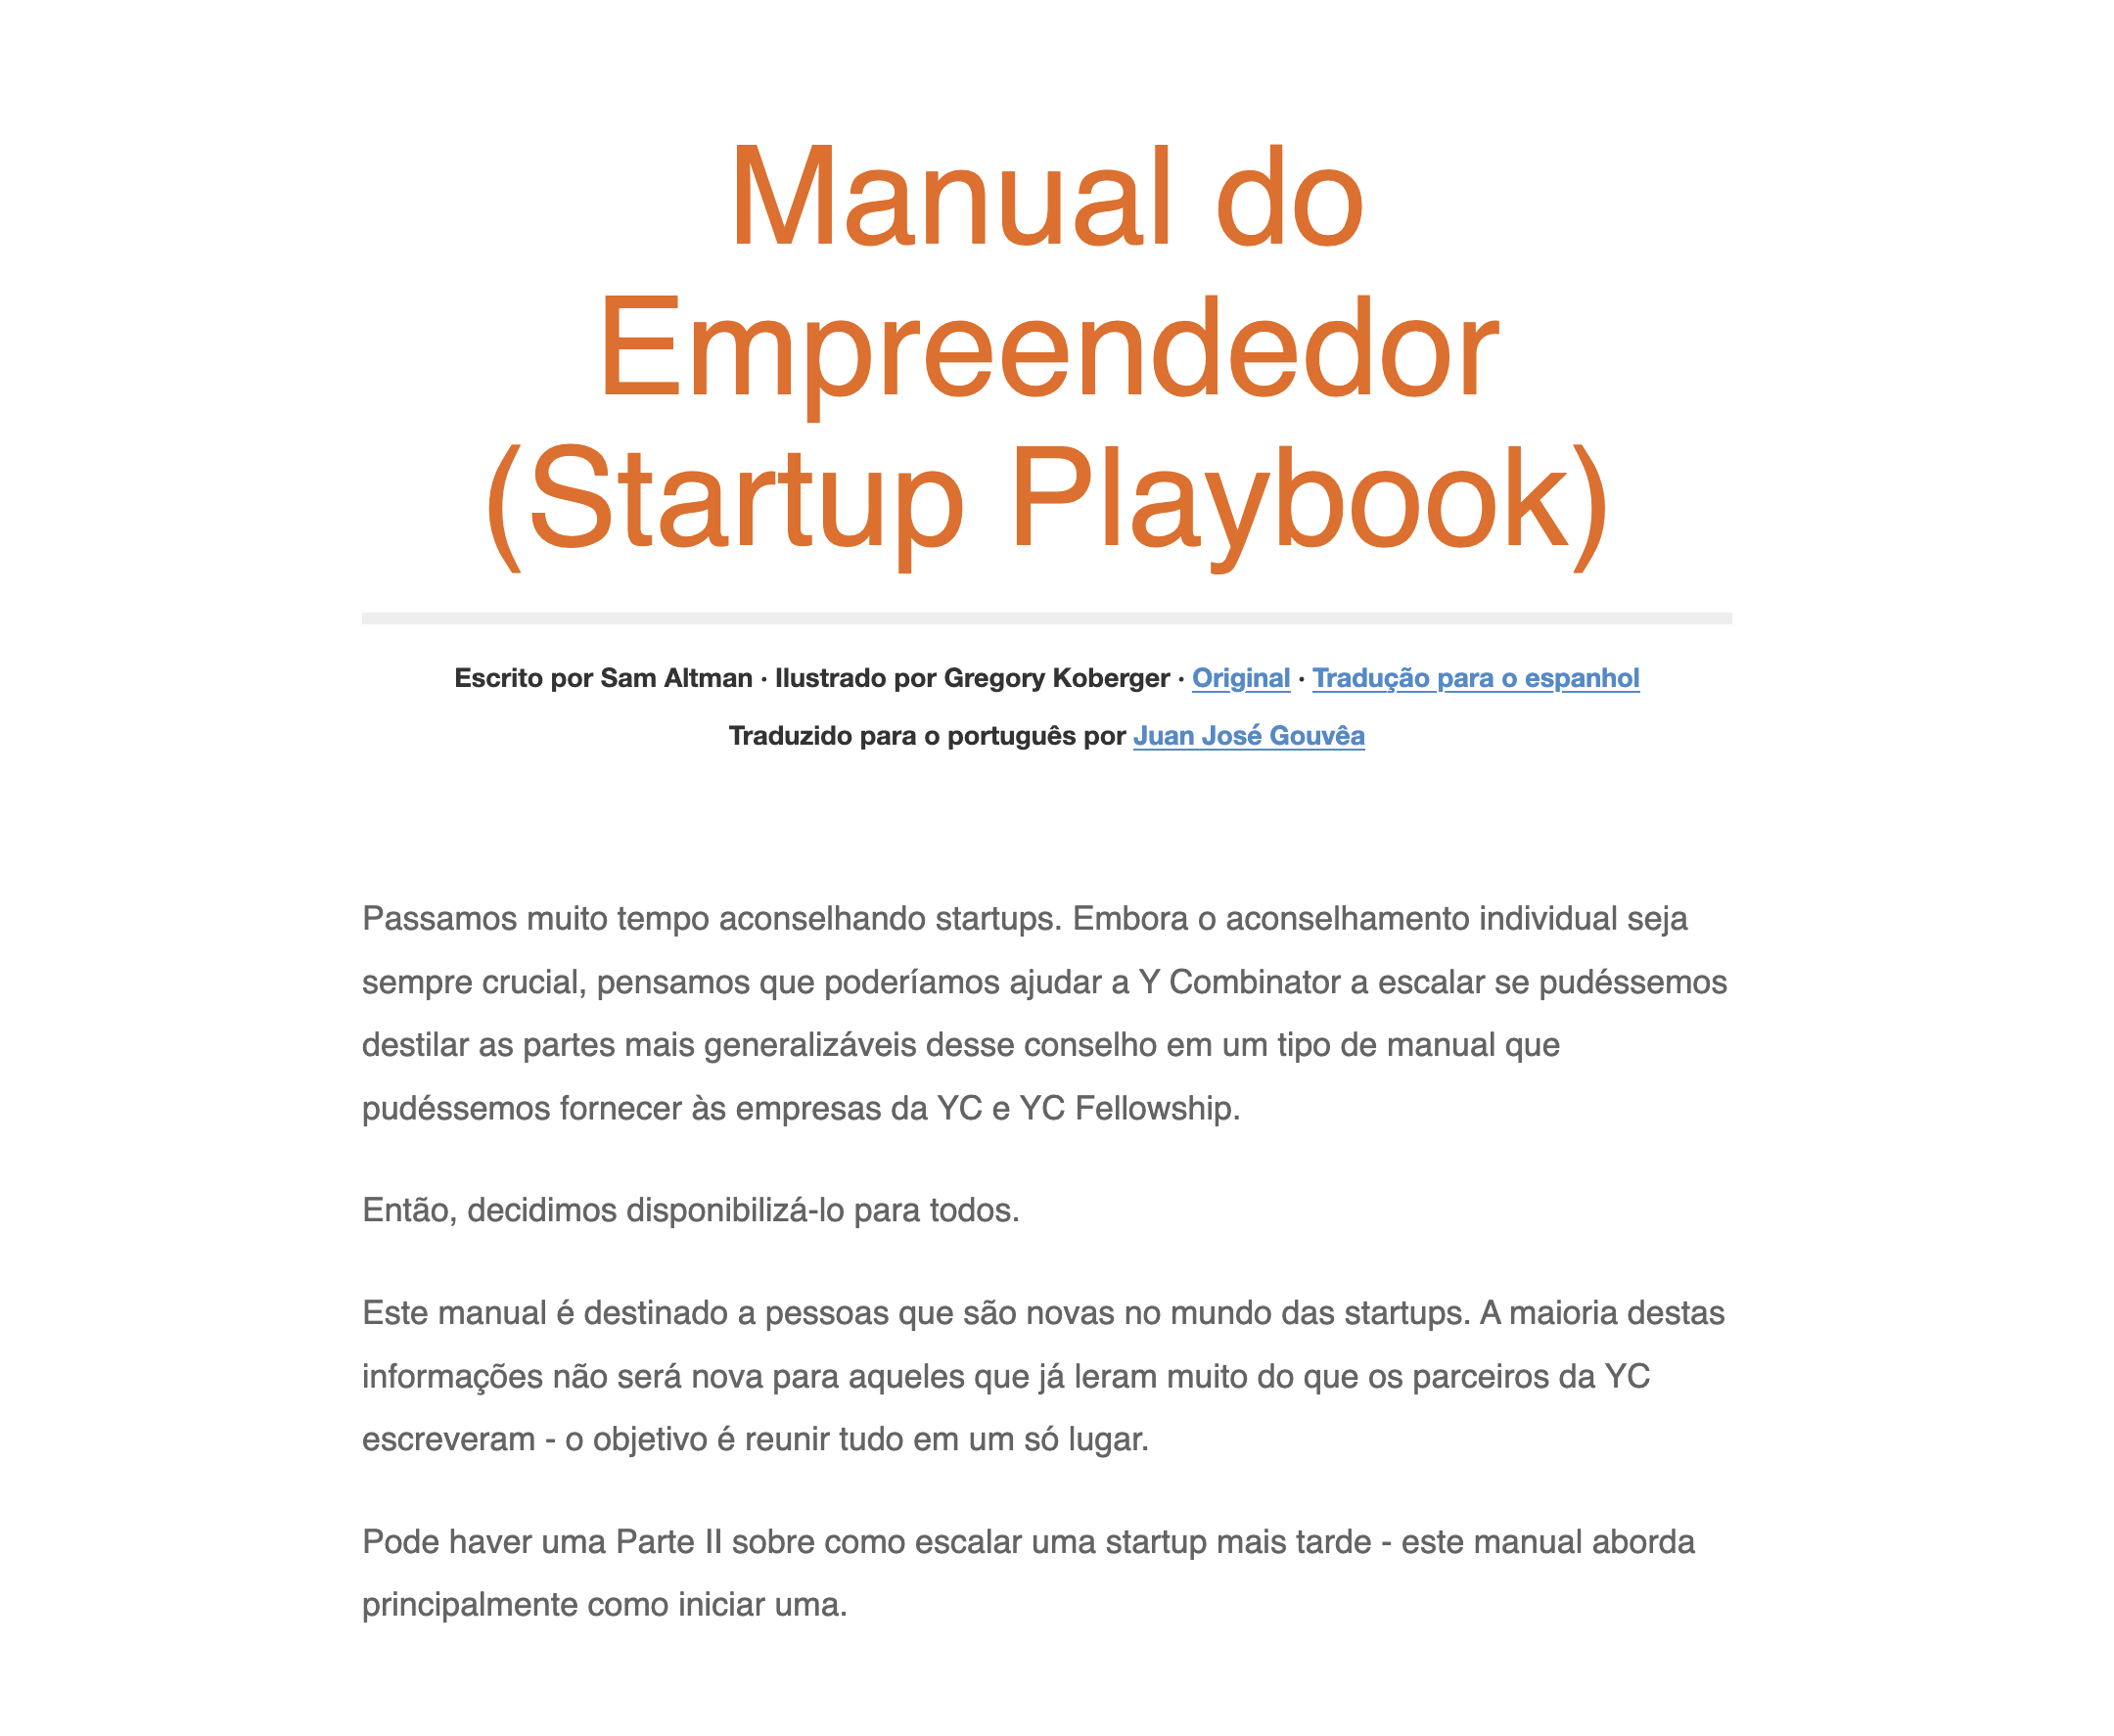 Manual do
Empreendedor
(Startup Playbook)
Escrito por Sam Altman · Ilustrado por Gregory Koberger · Original · Tradução para o espanhol
Traduzido para o português por Juan José Gouvêa
Passamos muito tempo aconselhando startups. Embora o aconselhamento individual seja
sempre crucial, pensamos que poderíamos ajudar a Y Combinator a escalar se pudéssemos
destilar as partes mais generalizáveis desse conselho em um tipo de manual que
pudéssemos fornecer às empresas da YC e YC Fellowship.
Então, decidimos disponibilizá-lo para todos.
Este manual é destinado a pessoas que são novas no mundo das startups. A maioria destas
informações não será nova para aqueles que já leram muito do que os parceiros da YC
escreveram - o objetivo é reunir tudo em um só lugar.
Pode haver uma Parte II sobre como escalar uma startup mais tarde - este manual aborda
principalmente como iniciar uma.